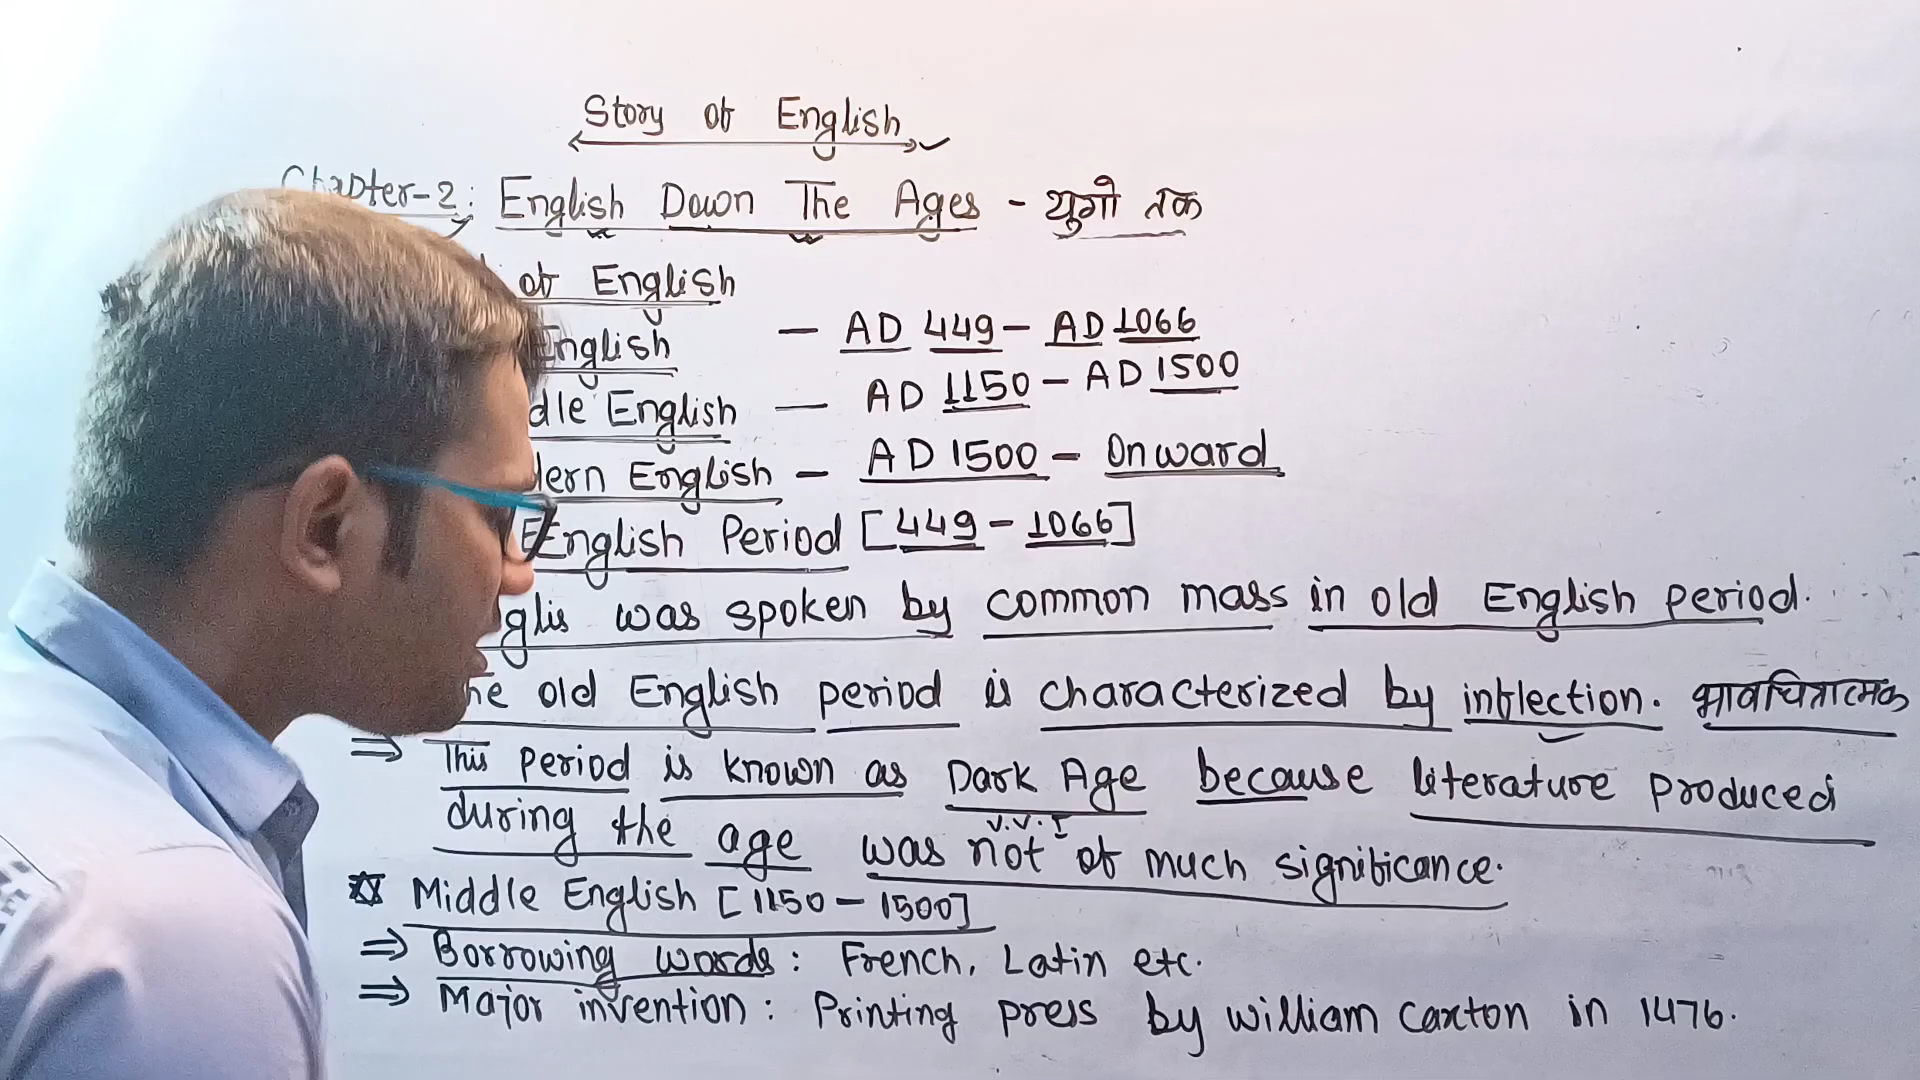 Story of English
Chapter-2: English Down The Ages - युगो तक
of English
English - AD 449 - AD 1066
dle English - AD 1150 - AD 1500
dern English - AD 1500 - Onward
English Period [449 - 1066]
glis was spoken by common mass in old English period.
he old English period is characterized by inflection. भावचित्रात्मक
⇒ This period is known as Dark Age because literature produced
V.V.I
during the age was not of much significance.
Middle English [1150 - 1500]
⇒ Borrowing words: French, Latin etc.
⇒ Major invention: Printing press by William Caxton in 1476.